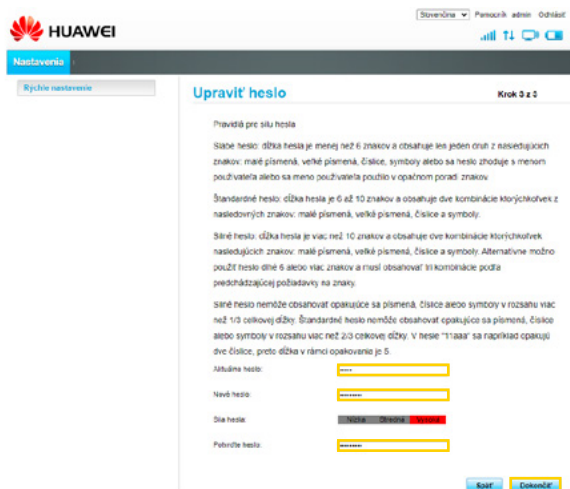 Slovenčina Pomocník admin Odhlásiť
HUAWEI
Nastavenia
Rýchle nastavenie
Upraviť heslo
Krok 3 z 3
Pravidlá pre silu hesla
Slabé heslo: dĺžka hesla je menej než 6 znakov a obsahuje len jeden druh z nasledujúcich
znakov: malé písmená, veľké písmená, číslice, symboly alebo sa heslo zhoduje s menom
používateľa alebo sa meno používateľa použilo v opačnom poradí znakov.
Štandardné heslo: dĺžka hesla je 6 až 10 znakov a obsahuje dve kombinácie ktorýchkoľvek z
nasledovných znakov: malé písmená, veľké písmená, číslice a symboly.
Silné heslo: dĺžka hesla je viac než 10 znakov a obsahuje dve kombinácie ktorýchkoľvek
nasledujúcich znakov: malé písmená, veľké písmená, číslice a symboly. Alternatívne možno
použiť heslo dlhé 6 alebo viac znakov a musí obsahovať tri kombinácie podľa
predchádzajúcej požiadavky na znaky.
Silné heslo nemôže obsahovať opakujúce sa písmená, číslice alebo symboly v rozsahu viac
než 1/3 celkovej dĺžky. Štandardné heslo nemôže obsahovať opakujúce sa písmená, číslice
alebo symboly v rozsahu viac než 2/3 celkovej dĺžky. V hesle "11aaa" sa napríklad opakujú
dve číslice, preto dĺžka v rámci opakovania je 5.
Aktuálne heslo:
Nové heslo:
Sila hesla: Nízka Stredná Vysoká
Potvrďte heslo:
Späť Dokončiť